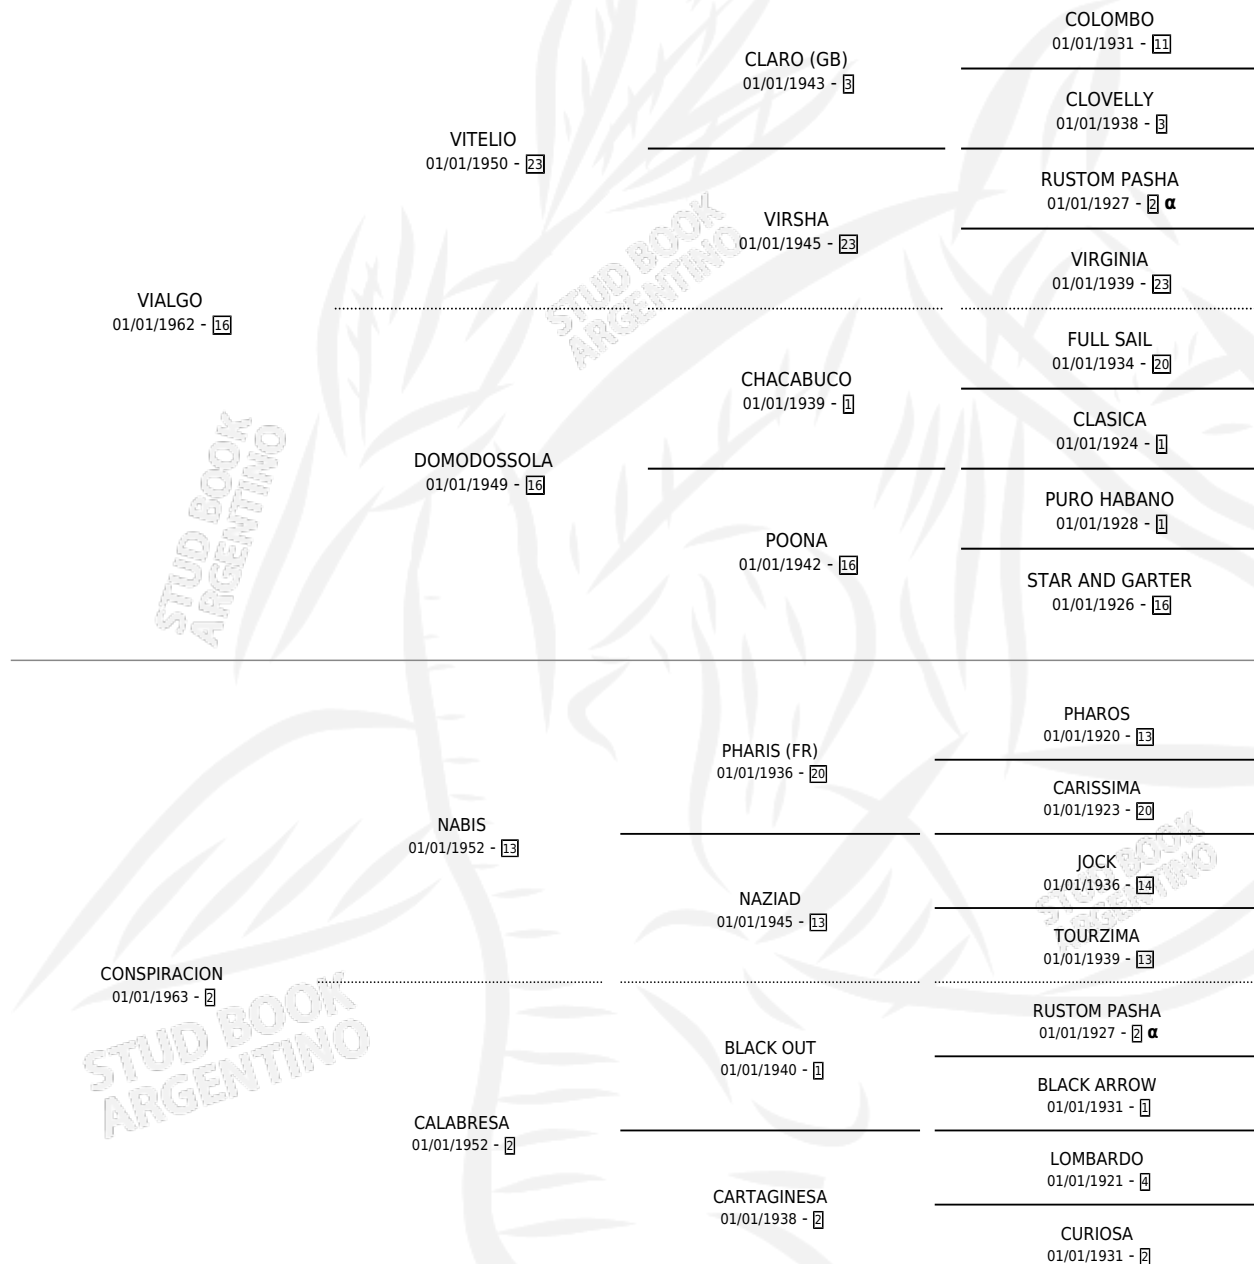 COLOMBO
01/01/1931 - 11
CLARO (GB)
01/01/1943 - 3
CLOVELLY
01/01/1938 - 3
VITELIO
01/01/1950 - 23
RUSTOM PASHA
01/01/1927 - 2 α
VIRSHA
01/01/1945 - 23
VIRGINIA
01/01/1939 - 23
VIALGO
01/01/1962 - 16
FULL SAIL
01/01/1934 - 20
CHACABUCO
01/01/1939 - 1
CLASICA
01/01/1924 - 1
DOMODOSSOLA
01/01/1949 - 16
PURO HABANO
01/01/1928 - 1
POONA
01/01/1942 - 16
STAR AND GARTER
01/01/1926 - 16
STUD BOOK
ARGENTINO
STUD BOOK
ARGENTINO
PHAROS
01/01/1920 - 13
PHARIS (FR)
01/01/1936 - 20
CARISSIMA
01/01/1923 - 20
NABIS
01/01/1952 - 13
JOCK
01/01/1936 - 14
NAZIAD
01/01/1945 - 13
TOURZIMA
01/01/1939 - 13
CONSPIRACION
01/01/1963 - 2
RUSTOM PASHA
01/01/1927 - 2 α
BLACK OUT
01/01/1940 - 1
BLACK ARROW
01/01/1931 - 1
CALABRESA
01/01/1952 - 2
LOMBARDO
01/01/1921 - 4
CARTAGINESA
01/01/1938 - 2
CURIOSA
01/01/1931 - 2
STUD BOOK
ARGENTINO
STUD BOOK
ARGENTINO